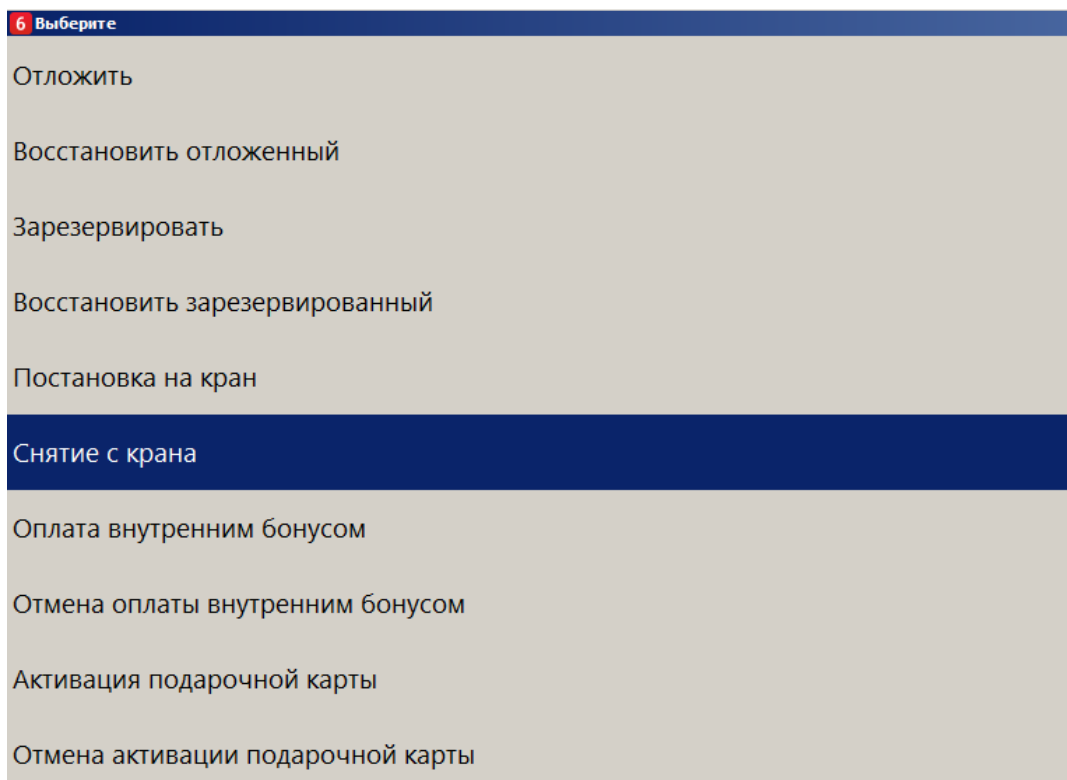 6 Выберите
Отложить
Восстановить отложенный
Зарезервировать
Восстановить зарезервированный
Постановка на кран
Снятие с крана
Оплата внутренним бонусом
Отмена оплаты внутренним бонусом
Активация подарочной карты
Отмена активации подарочной карты